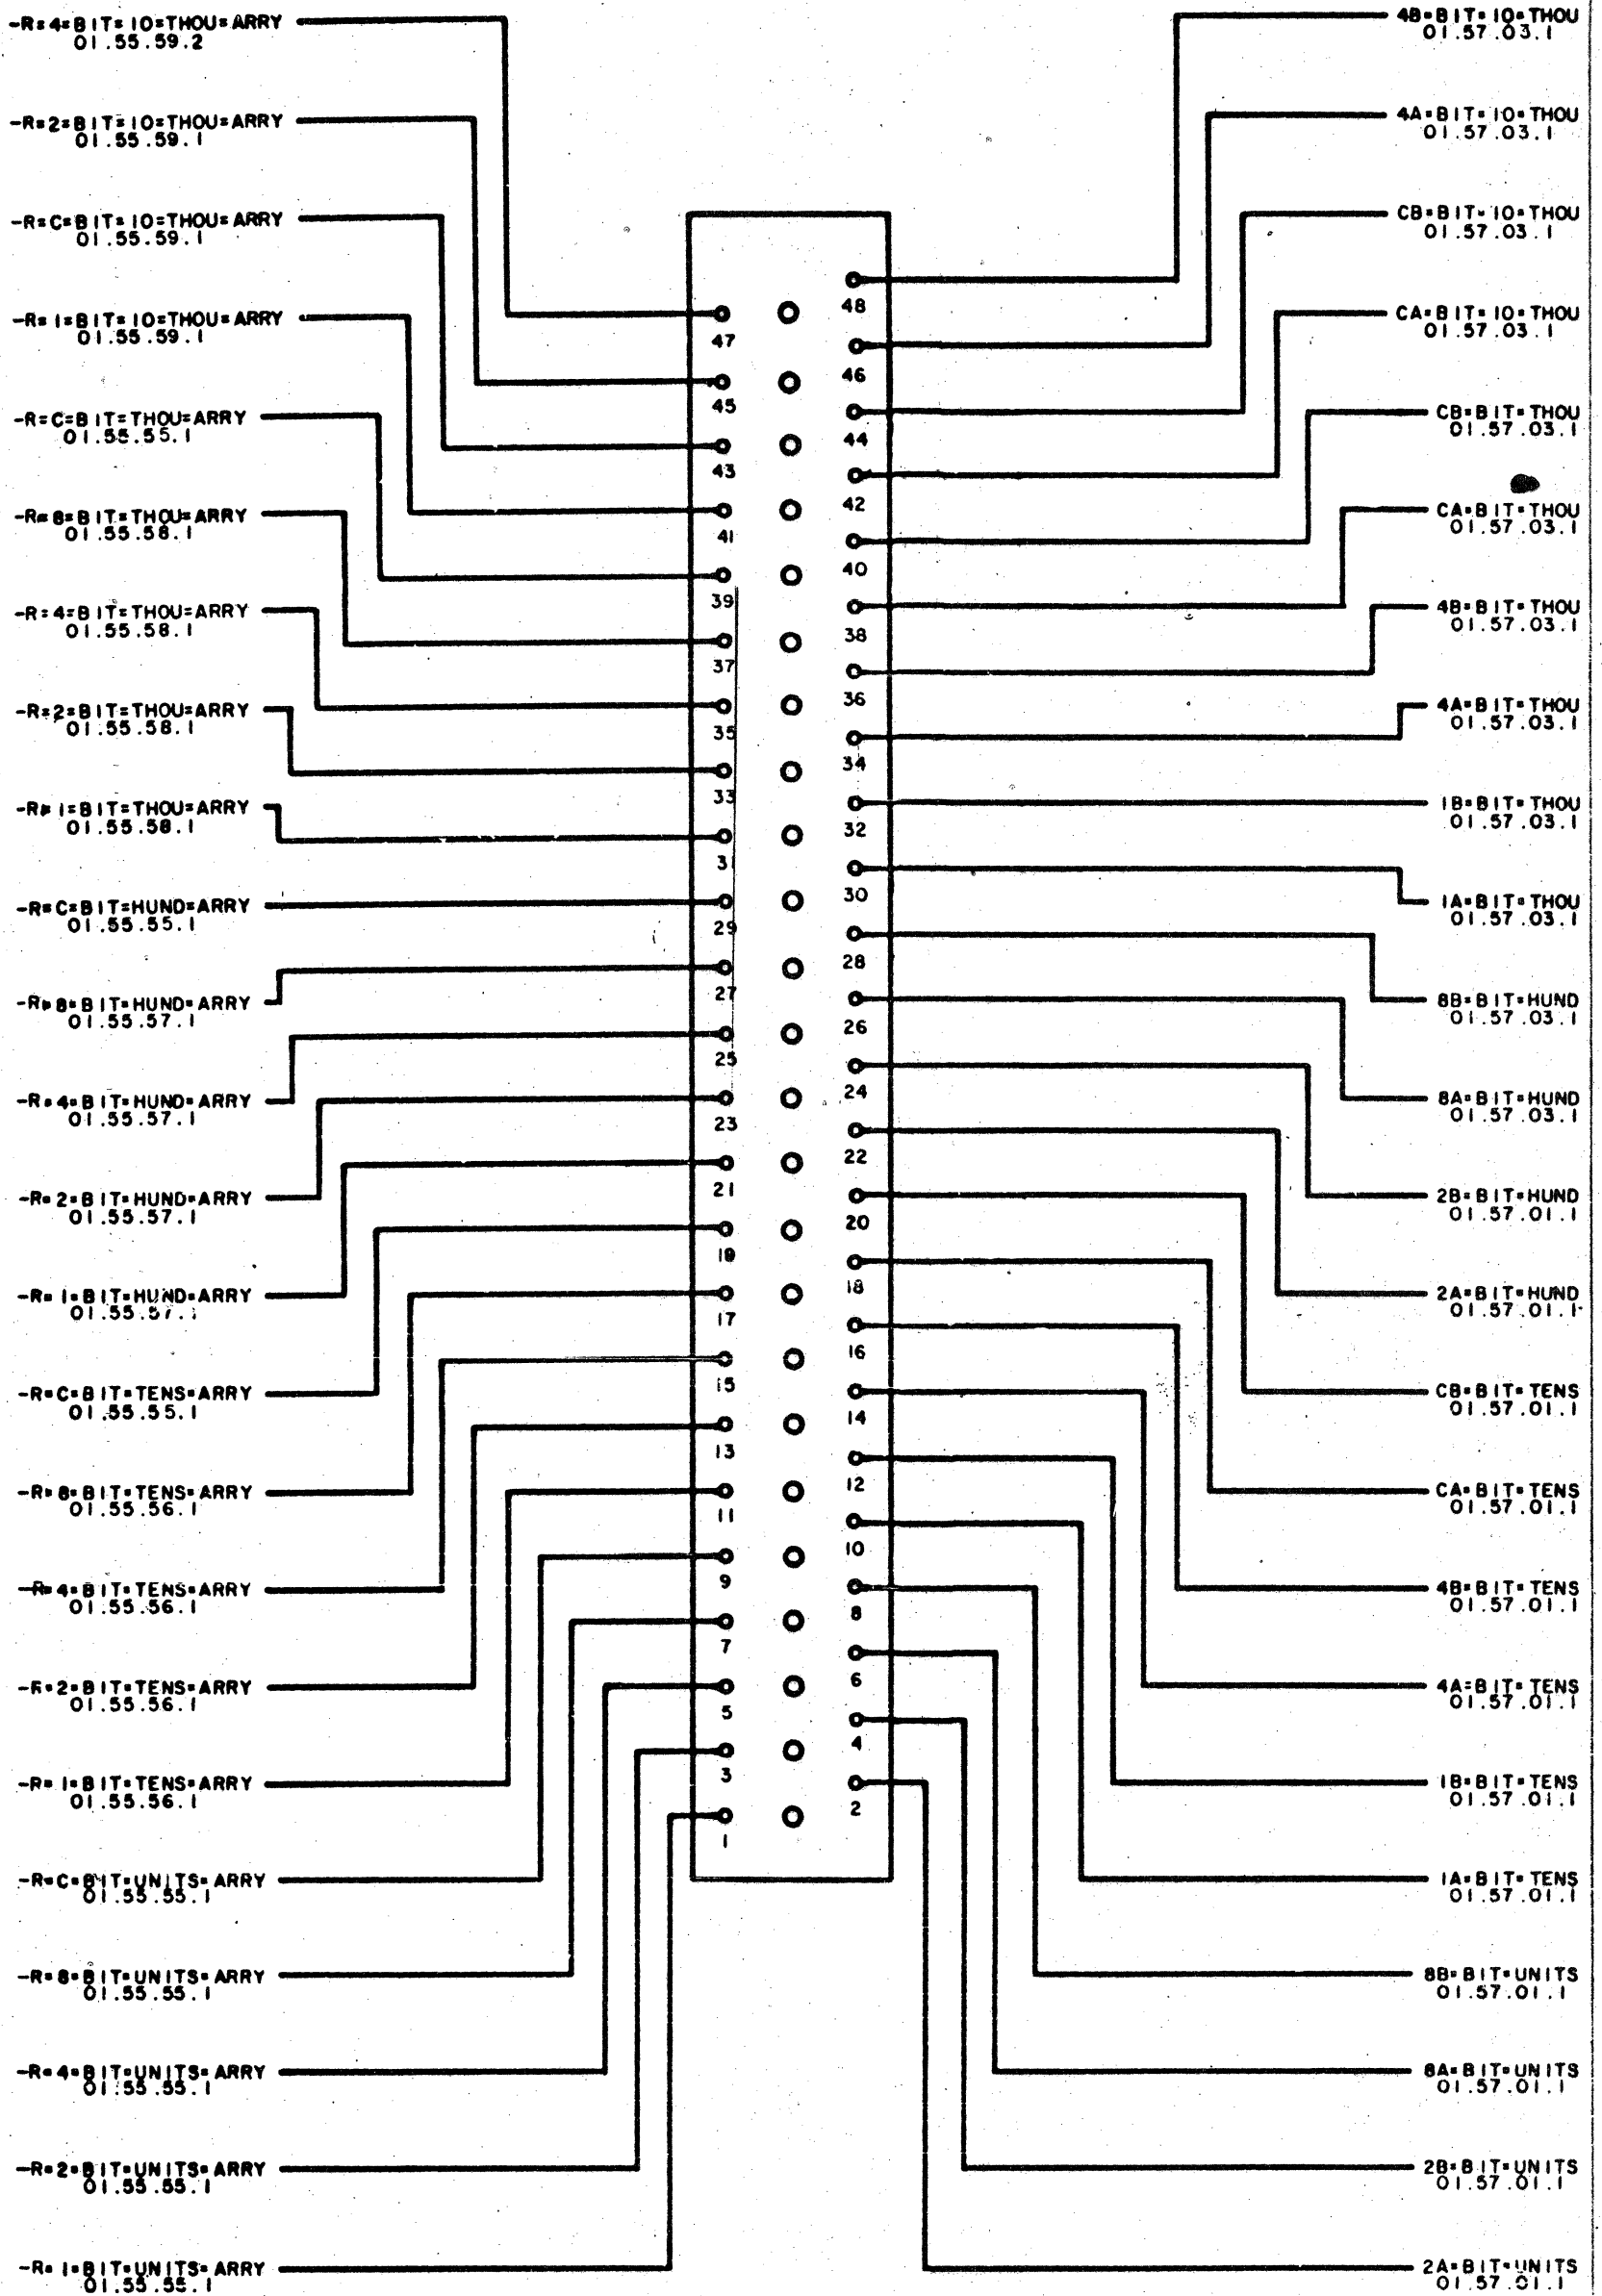 -R=4=BIT=10=THOU=ARRY
01.55.59.2
-R=2=BIT=10=THOU=ARRY
01.55.59.1
-R=C=BIT=10=THOU=ARRY
01.55.59.1
-R=1=BIT=10=THOU=ARRY
01.55.59.1
-R=C=BIT=THOU=ARRY
01.55.55.1
-R=8=BIT=THOU=ARRY
01.55.58.1
-R=4=BIT=THOU=ARRY
01.55.58.1
-R=2=BIT=THOU=ARRY
01.55.58.1
-R=1=BIT=THOU=ARRY
01.55.58.1
-R=C=BIT=HUND=ARRY
01.55.55.1
-R=8=BIT=HUND=ARRY
01.55.57.1
-R=4=BIT=HUND=ARRY
01.55.57.1
-R=2=BIT=HUND=ARRY
01.55.57.1
-R=1=BIT=HUND=ARRY
01.55.57.1
-R=C=BIT=TENS=ARRY
01.55.55.1
-R=8=BIT=TENS=ARRY
01.55.56.1
-R=4=BIT=TENS=ARRY
01.55.56.1
-R=2=BIT=TENS=ARRY
01.55.56.1
-R=1=BIT=TENS=ARRY
01.55.56.1
-R=C=BIT=UNITS=ARRY
01.55.55.1
-R=8=BIT=UNITS=ARRY
01.55.55.1
-R=4=BIT=UNITS=ARRY
01.55.55.1
-R=2=BIT=UNITS=ARRY
01.55.55.1
-R=1=BIT=UNITS=ARRY
01.55.55.1
48
47
46
45
44
43
42
41
40
39
38
37
36
35
34
33
32
31
30
29
28
27
26
25
24
23
22
21
20
19
18
17
16
15
14
13
12
11
10
9
8
7
6
5
4
3
2
1
4B=BIT=10=THOU
01.57.03.1
4A=BIT=10=THOU
01.57.03.1
CB=BIT=10=THOU
01.57.03.1
CA=BIT=10=THOU
01.57.03.1
CB=BIT=THOU
01.57.03.1
CA=BIT=THOU
01.57.03.1
4B=BIT=THOU
01.57.03.1
4A=BIT=THOU
01.57.03.1
1B=BIT=THOU
01.57.03.1
1A=BIT=THOU
01.57.03.1
8B=BIT=HUND
01.57.03.1
8A=BIT=HUND
01.57.03.1
2B=BIT=HUND
01.57.01.1
2A=BIT=HUND
01.57.01.1
CB=BIT=TENS
01.57.01.1
CA=BIT=TENS
01.57.01.1
4B=BIT=TENS
01.57.01.1
4A=BIT=TENS
01.57.01.1
1B=BIT=TENS
01.57.01.1
1A=BIT=TENS
01.57.01.1
8B=BIT=UNITS
01.57.01.1
8A=BIT=UNITS
01.57.01.1
2B=BIT=UNITS
01.57.01.1
2A=BIT=UNITS
01.57.01.1